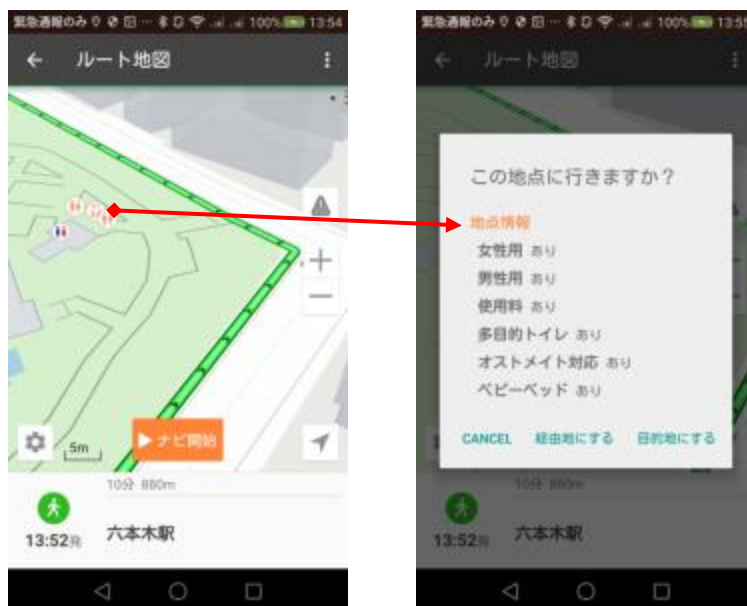 緊急通報のみ 100% 13:54
ルート地図
5m
ナビ開始
10分 880m
13:52発
六本木駅
緊急通報のみ 100% 13:55
ルート地図
この地点に行きますか？
地点情報
女性用 あり
男性用 あり
使用料 あり
多目的トイレ あり
オストメイト対応 あり
ベビーベッド あり
CANCEL 経由地にする 目的地にする
10分 880m
13:52発
六本木駅